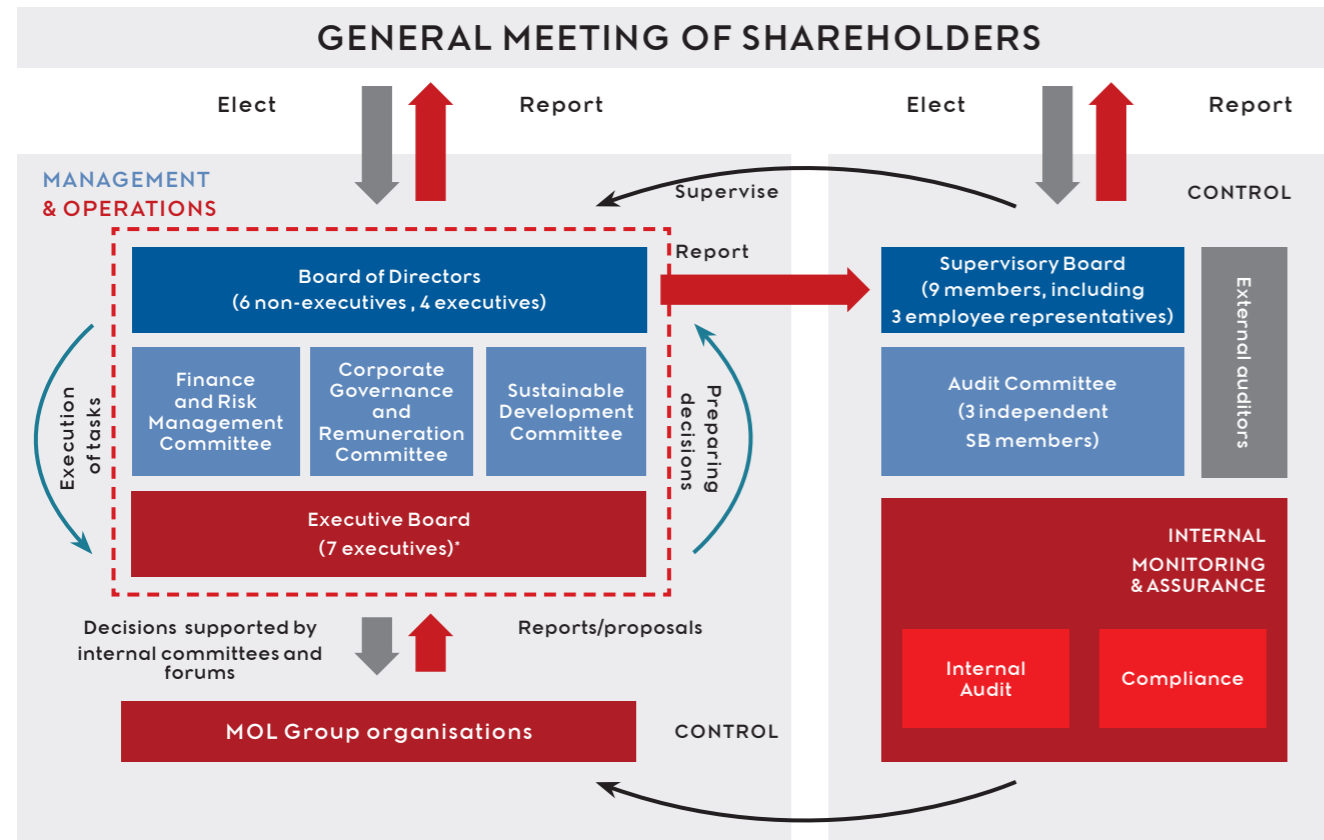 GENERAL MEETING OF SHAREHOLDERS
Elect
Report
Elect
Report
MANAGEMENT
& OPERATIONS
Supervise
CONTROL
Report
Board of Directors
(6 non-executives , 4 executives)
Supervisory Board
(9 members, including
3 employee representatives)
External auditors
Execution
of tasks
Finance
and Risk
Management
Committee
Corporate
Governance
and
Remuneration
Committee
Sustainable
Development
Committee
Preparing
decisions
Audit Committee
(3 independent
SB members)
Executive Board
(7 executives)*
INTERNAL
MONITORING
& ASSURANCE
Decisions supported by
internal committees and
forums
Reports/proposals
Internal
Audit
Compliance
MOL Group organisations
CONTROL